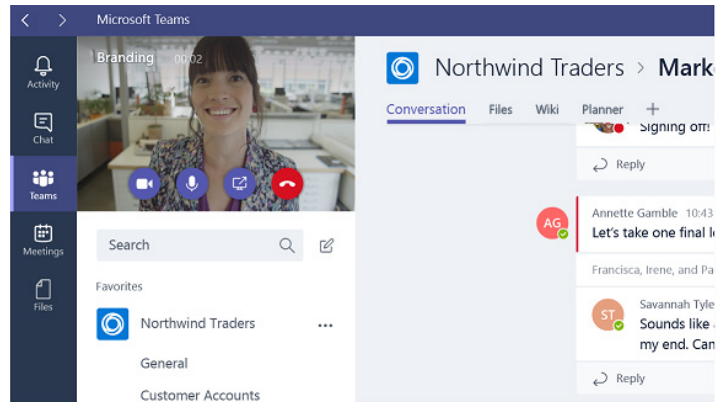 Microsoft Teams
Activity
Chat
Teams
Meetings
Files
Branding 00:02
Search
Favorites
Northwind Traders
General
Customer Accounts
Northwind Traders > Mark
Conversation Files Wiki Planner +
Signing off!
Reply
AG
Annette Gamble 10:43
Let's take one final
Francisca, Irene, and Pa
ST
Savannah Tyle
Sounds like
my end. Can
Reply